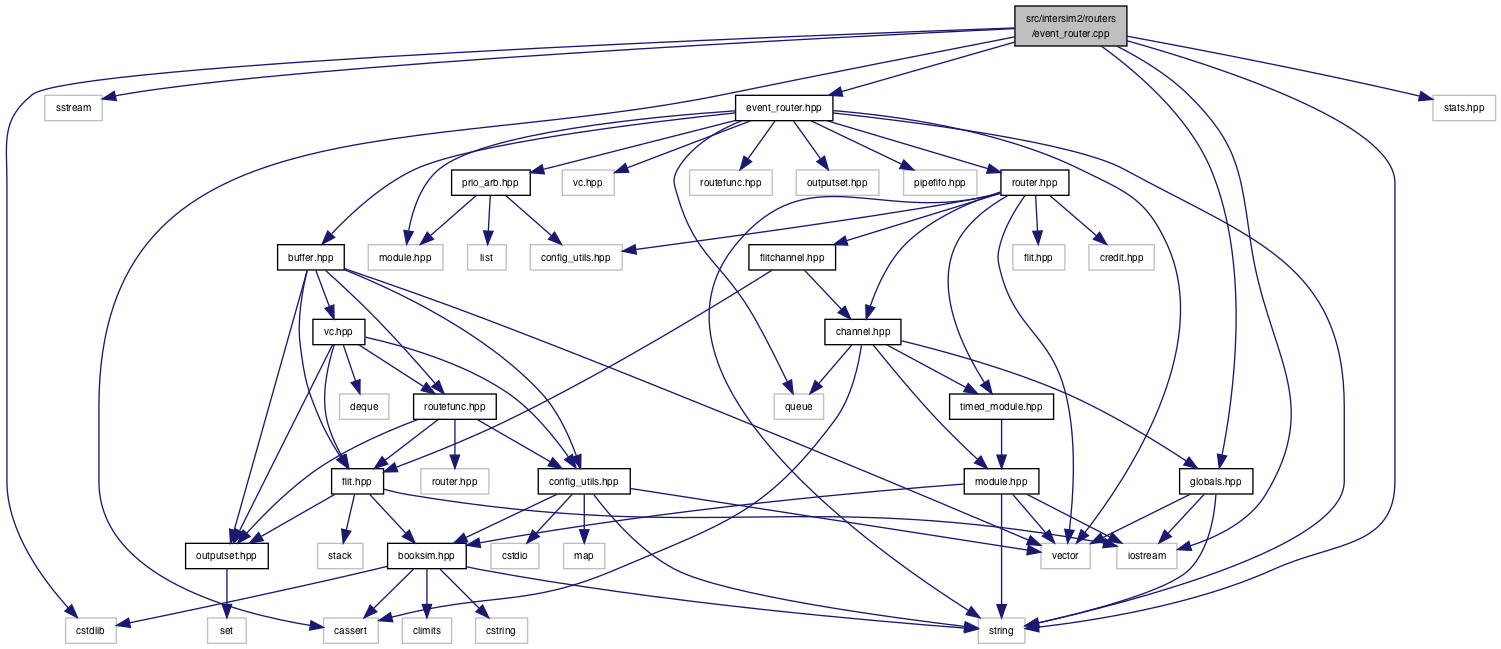 src/intersim2/routers
/event_router.cpp
sstream
event_router.hpp
stats.hpp
prio_arb.hpp
vc.hpp
routefunc.hpp
outputset.hpp
pipefifo.hpp
router.hpp
buffer.hpp
module.hpp
list
config_utils.hpp
flitchannel.hpp
flit.hpp
credit.hpp
vc.hpp
channel.hpp
deque
routefunc.hpp
queue
timed_module.hpp
flit.hpp
router.hpp
config_utils.hpp
module.hpp
globals.hpp
outputset.hpp
stack
booksim.hpp
cstdio
map
vector
iostream
cstdlib
set
cassert
climits
cstring
string